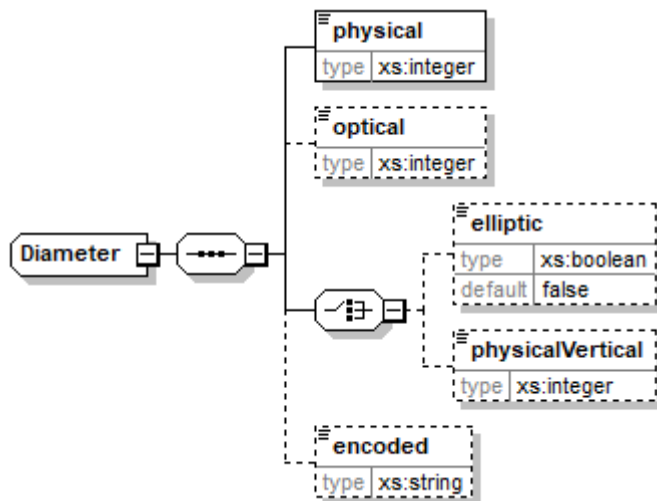 Diameter
physical
type xs:integer
optical
type xs:integer
elliptic
type xs:boolean
default false
physicalVertical
type xs:integer
encoded
type xs:string